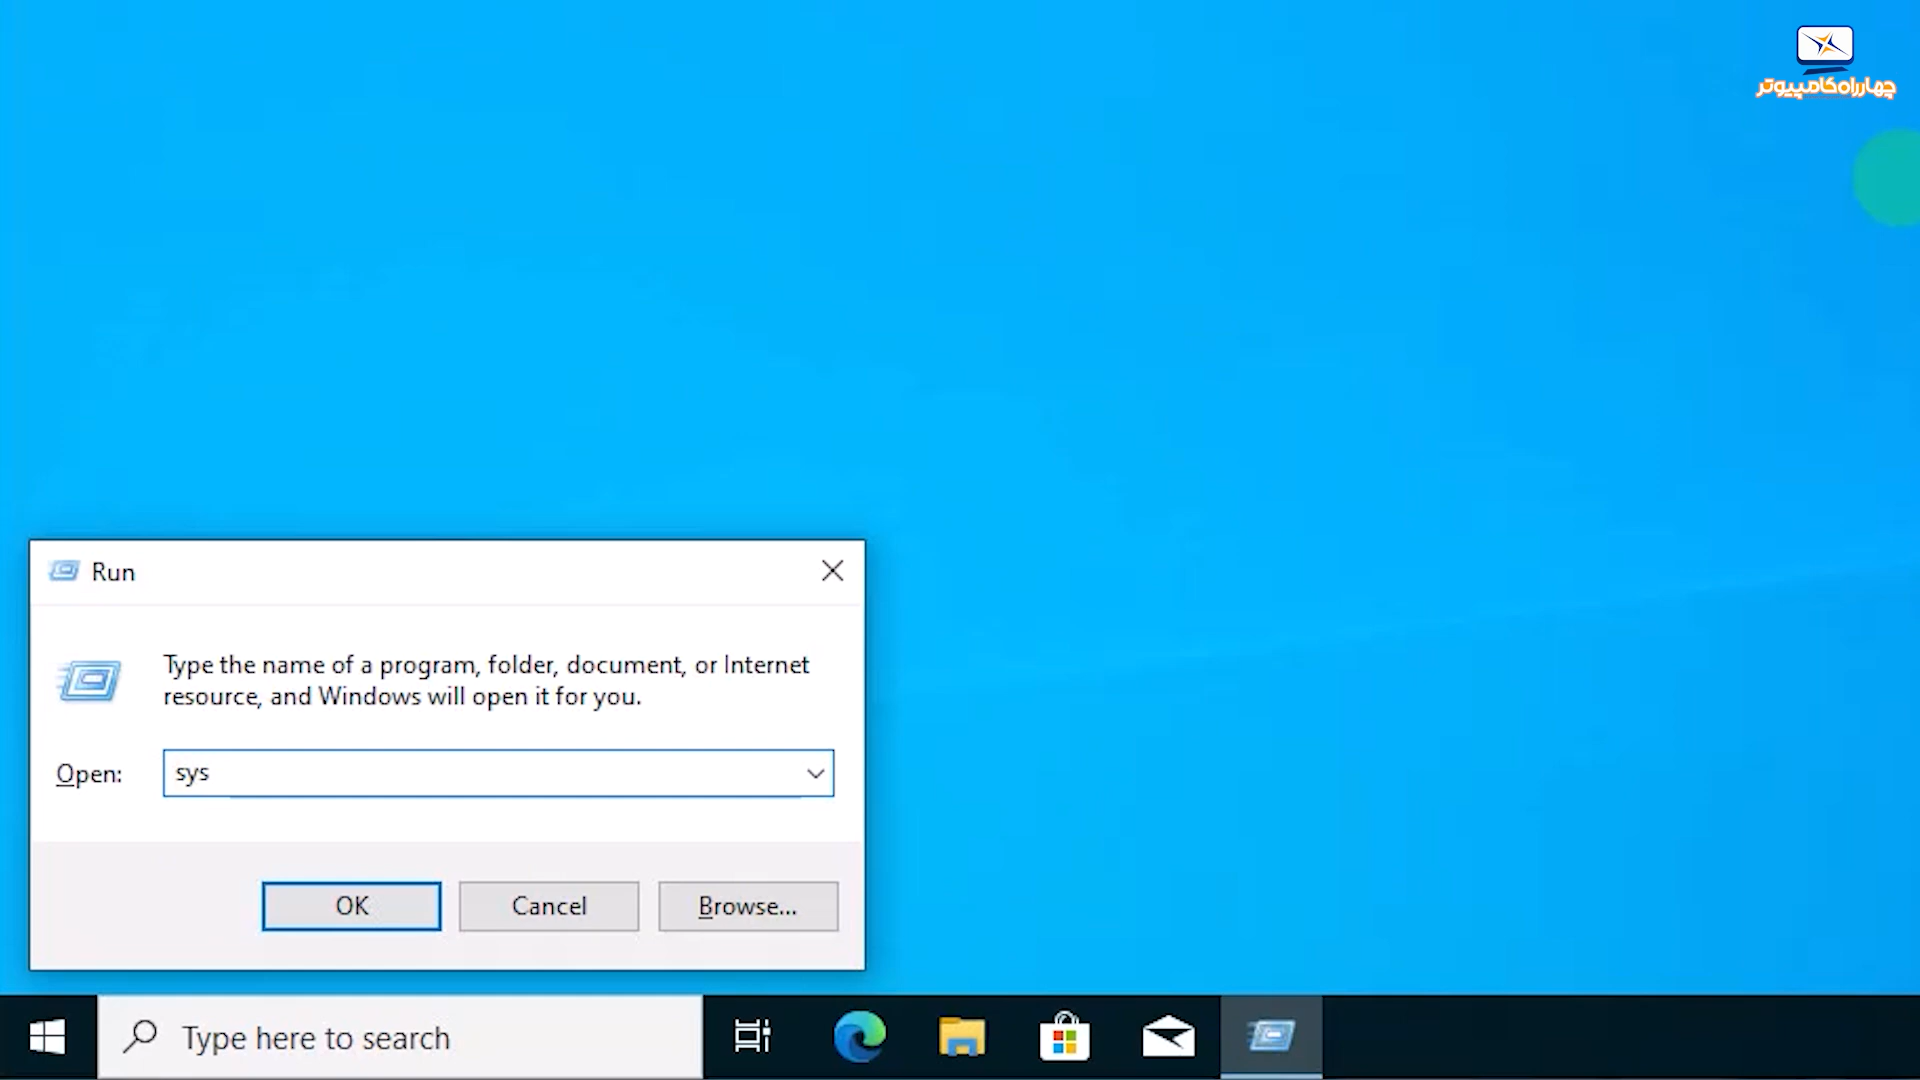 چهارراه کامپیوتر
Run
Type the name of a program, folder, document, or Internet
resource, and Windows will open it for you.
Open:
sys
OK
Cancel
Browse...
Type here to search